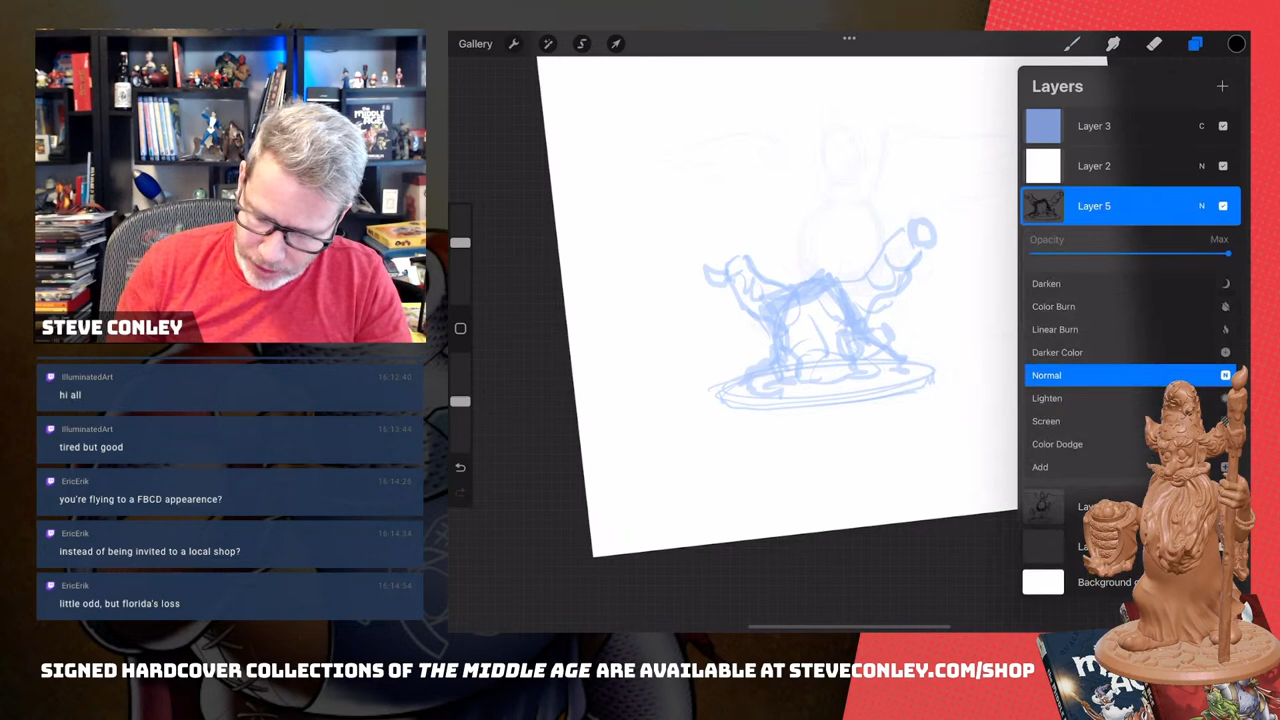 STEVE CONLEY
IlluminatedArt 16:12:40
hi all
IlluminatedArt 16:13:44
tired but good
EricErik 16:14:26
you're flying to a FBCD appearence?
EricErik 16:14:34
instead of being invited to a local shop?
EricErik 16:14:54
little odd, but florida's loss
Gallery
Layers
Layer 3 C
Layer 2 N
Layer 5 N
Opacity Max
Darken
Color Burn
Linear Burn
Darker Color
Normal N
Lighten
Screen
Color Dodge
Add
Background
SIGNED HARDCOVER COLLECTIONS OF THE MIDDLE AGE ARE AVAILABLE AT STEVECONLEY.COM/SHOP